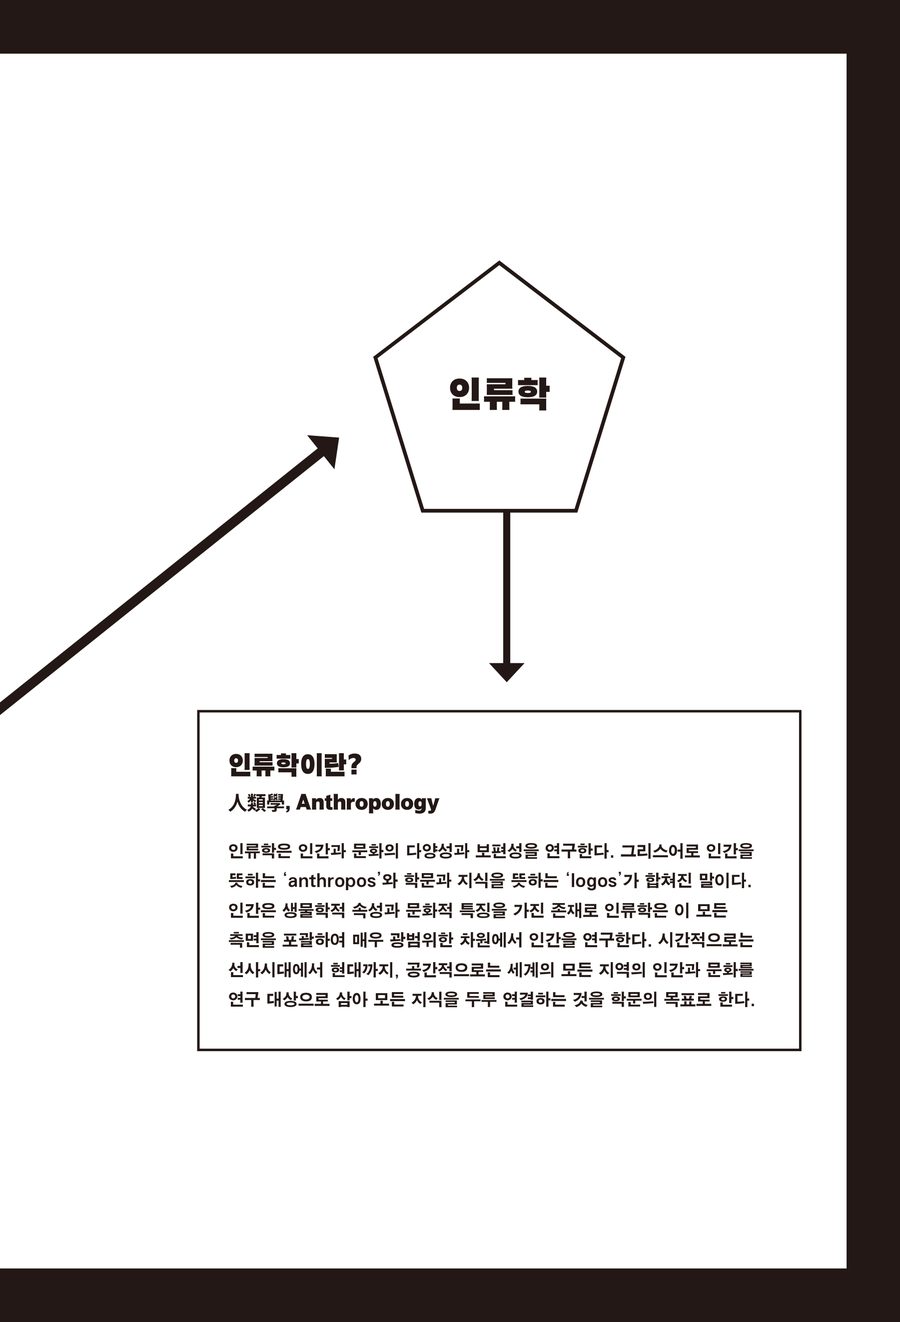 인류학
인류학이란?
人類學, Anthropology
인류학은 인간과 문화의 다양성과 보편성을 연구한다. 그리스어로 인간을
뜻하는 ‘anthropos’와 학문과 지식을 뜻하는 ‘logos’가 합쳐진 말이다.
인간은 생물학적 속성과 문화적 특징을 가진 존재로 인류학은 이 모든
측면을 포괄하여 매우 광범위한 차원에서 인간을 연구한다. 시간적으로는
선사시대에서 현대까지, 공간적으로는 세계의 모든 지역의 인간과 문화를
연구 대상으로 삼아 모든 지식을 두루 연결하는 것을 학문의 목표로 한다.